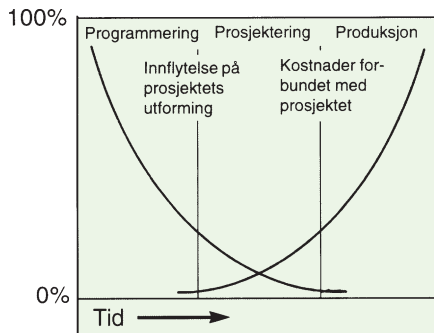 100%
Programmering Prosjektering Produksjon
Innflytelse på
prosjektets
utforming
Kostnader for-
bundet med
prosjektet
0%
Tid